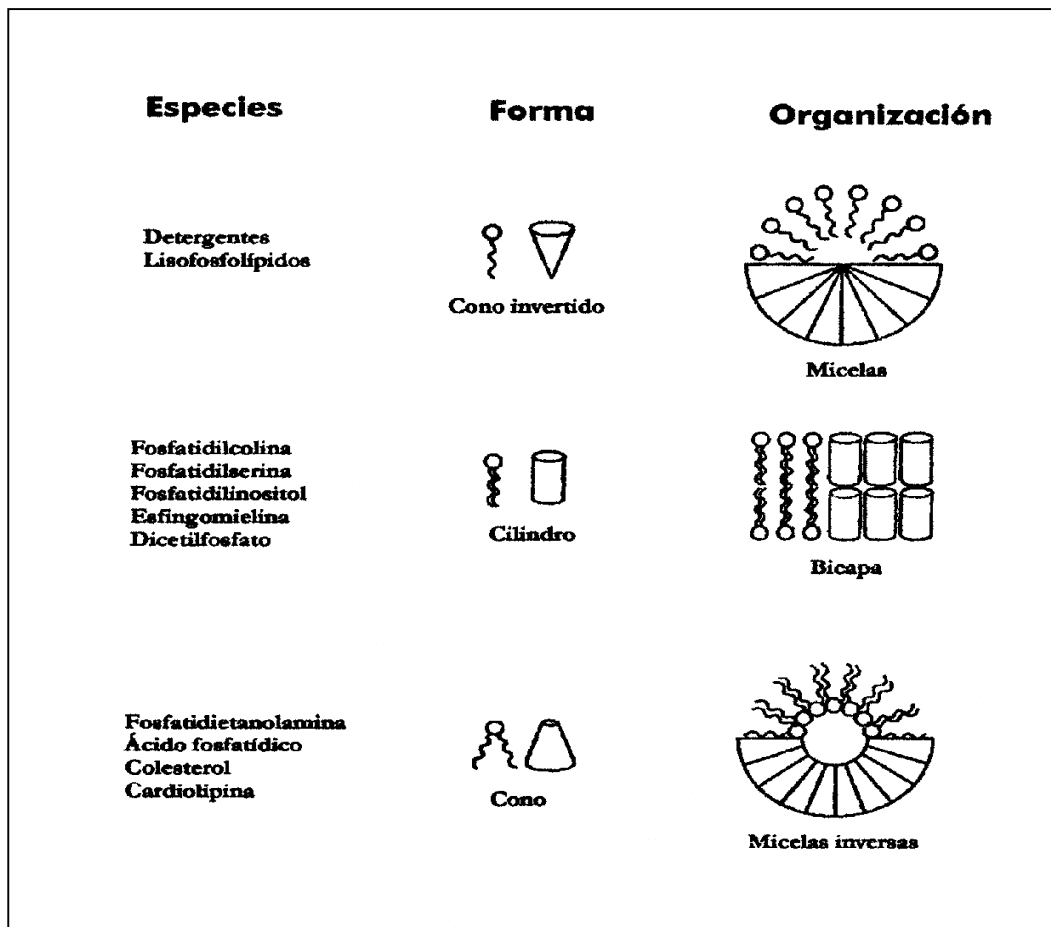 Especies
Forma
Organización
Detergentes
Lisofosfolípidos
Cono invertido
Micelas
Fosfatidilcolina
Fosfatidilserina
Fosfatidilinositol
Esfingomielina
Dicetilfosfato
Cilindro
Bicapa
Fosfatidietanolamina
Ácido fosfatídico
Colesterol
Cardiolipina
Cono
Micelas inversas